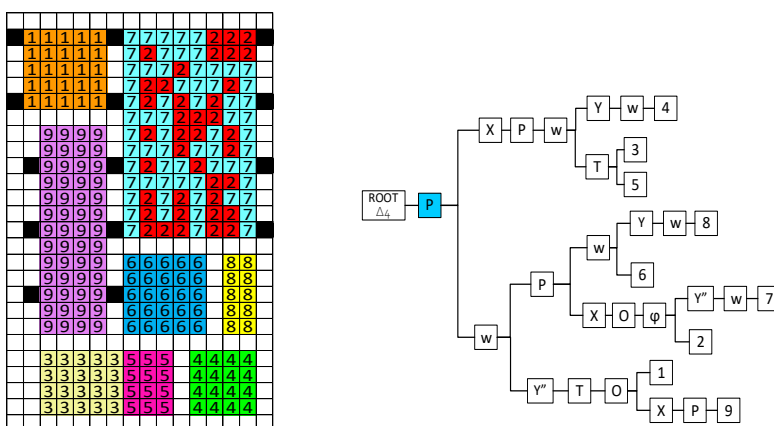 1 1 1 1 1 7 7 7 7 7 2 2 2
1 1 1 1 1 7 2 7 7 7 2 2 2
1 1 1 1 1 7 7 7 2 7 7 7 7
1 1 1 1 1 7 2 2 7 7 7 2 7
1 1 1 1 1 7 2 7 2 7 2 7 7
7 7 7 2 2 2 7 7
9 9 9 9 7 2 7 2 2 7 2 7
9 9 9 9 7 7 7 2 7 7 2 7
9 9 9 9 7 2 7 2 7 7 2 7
9 9 9 9 7 7 7 7 7 2 2 7
9 9 9 9 7 2 7 2 7 2 7 7
9 9 9 9 7 2 7 2 7 2 2 7
9 9 9 9 7 2 2 2 7 2 2 7
9 9 9 9
9 9 9 9 6 6 6 6 6 8 8
9 9 9 9 6 6 6 6 6 8 8
9 9 9 9 6 6 6 6 6 8 8
9 9 9 9 6 6 6 6 6 8 8
9 9 9 9 6 6 6 6 6 8 8
3 3 3 3 3 5 5 5 4 4 4 4
3 3 3 3 3 5 5 5 4 4 4 4
3 3 3 3 3 5 5 5 4 4 4 4
3 3 3 3 3 5 5 5 4 4 4 4
Y w 4
X P w
3
T
5
ROOT
Δ4 P
Y w 8
w
6
P
Y" w 7
X O φ
2
w
1
Y" T O
X P 9